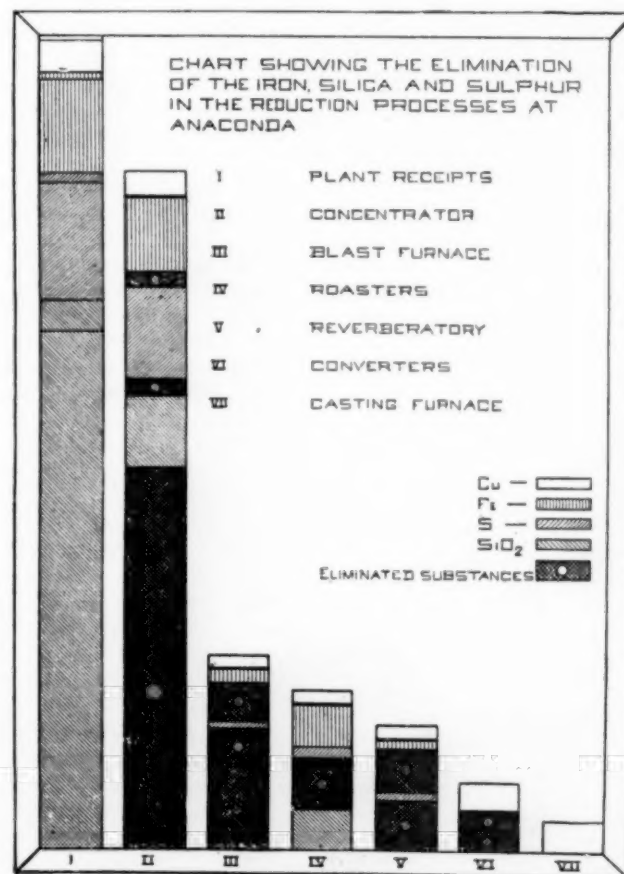 CHART SHOWING THE ELIMINATION
OF THE IRON, SILICA AND SULPHUR
IN THE REDUCTION PROCESSES AT
ANACONDA
I PLANT RECEIPTS
II CONCENTRATOR
III BLAST FURNACE
IV ROASTERS
V REVERBERATORY
VI CONVERTERS
VII CASTING FURNACE
Cu —
Fe —
S —
SiO2
ELIMINATED SUBSTANCES
I II III IV V VI VII